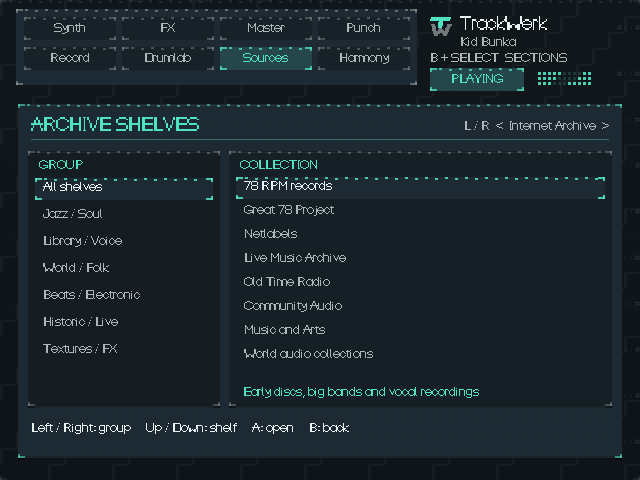 Synth FX Master Punch
Record Drumlab Sources Harmony
TrackWerk
Kid Bunka
B+SELECT SECTIONS
PLAYING
ARCHIVE SHELVES
L / R < Internet Archive >
GROUP
All shelves
Jazz / Soul
Library / Voice
World / Folk
Beats / Electronic
Historic / Live
Textures / FX
COLLECTION
78 RPM records
Great 78 Project
Netlabels
Live Music Archive
Old Time Radio
Community Audio
Music and Arts
World audio collections
Early discs, big bands and vocal recordings
Left / Right: group Up / Down: shelf A: open B: back